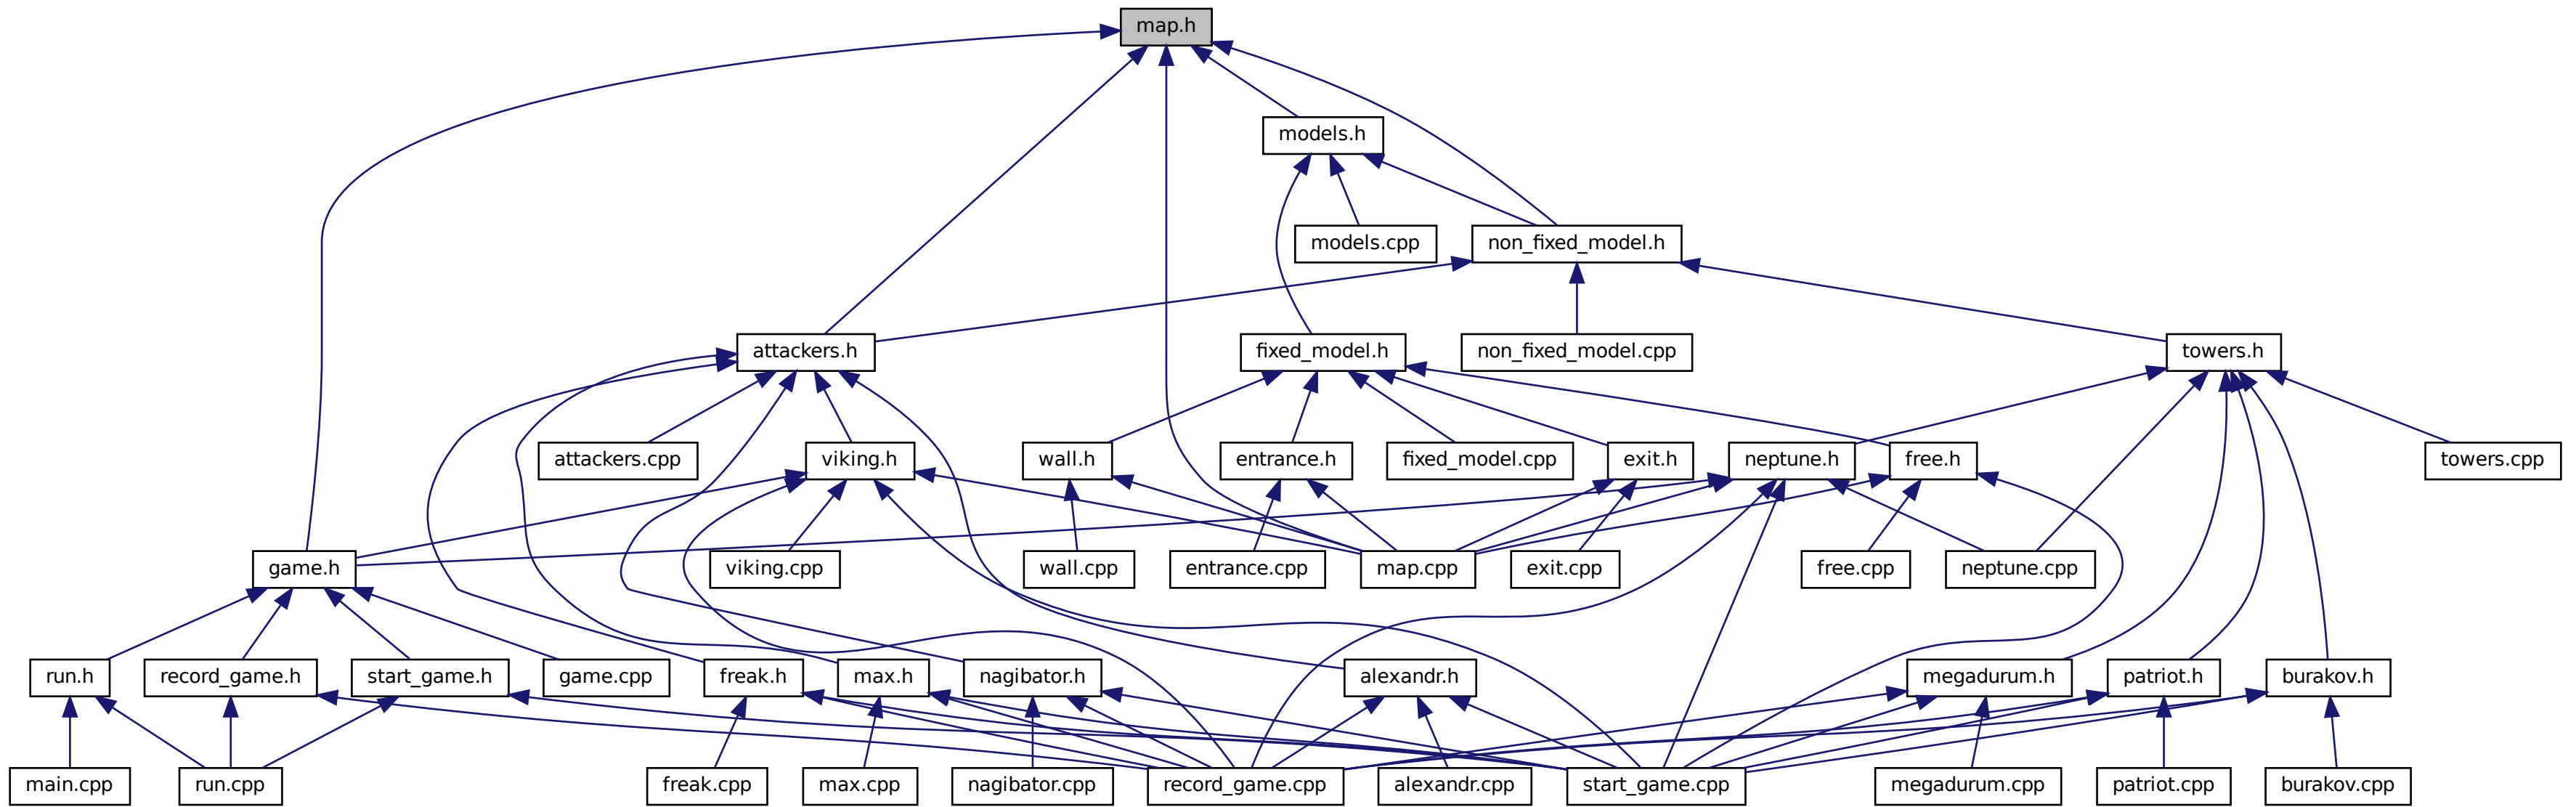 map.h
models.h
models.cpp
non_fixed_model.h
attackers.h
fixed_model.h
non_fixed_model.cpp
towers.h
attackers.cpp
viking.h
wall.h
entrance.h
fixed_model.cpp
exit.h
neptune.h
free.h
towers.cpp
game.h
viking.cpp
wall.cpp
entrance.cpp
map.cpp
exit.cpp
free.cpp
neptune.cpp
run.h
record_game.h
start_game.h
game.cpp
freak.h
max.h
nagibator.h
alexandr.h
megadurum.h
patriot.h
burakov.h
main.cpp
run.cpp
freak.cpp
max.cpp
nagibator.cpp
record_game.cpp
alexandr.cpp
start_game.cpp
megadurum.cpp
patriot.cpp
burakov.cpp